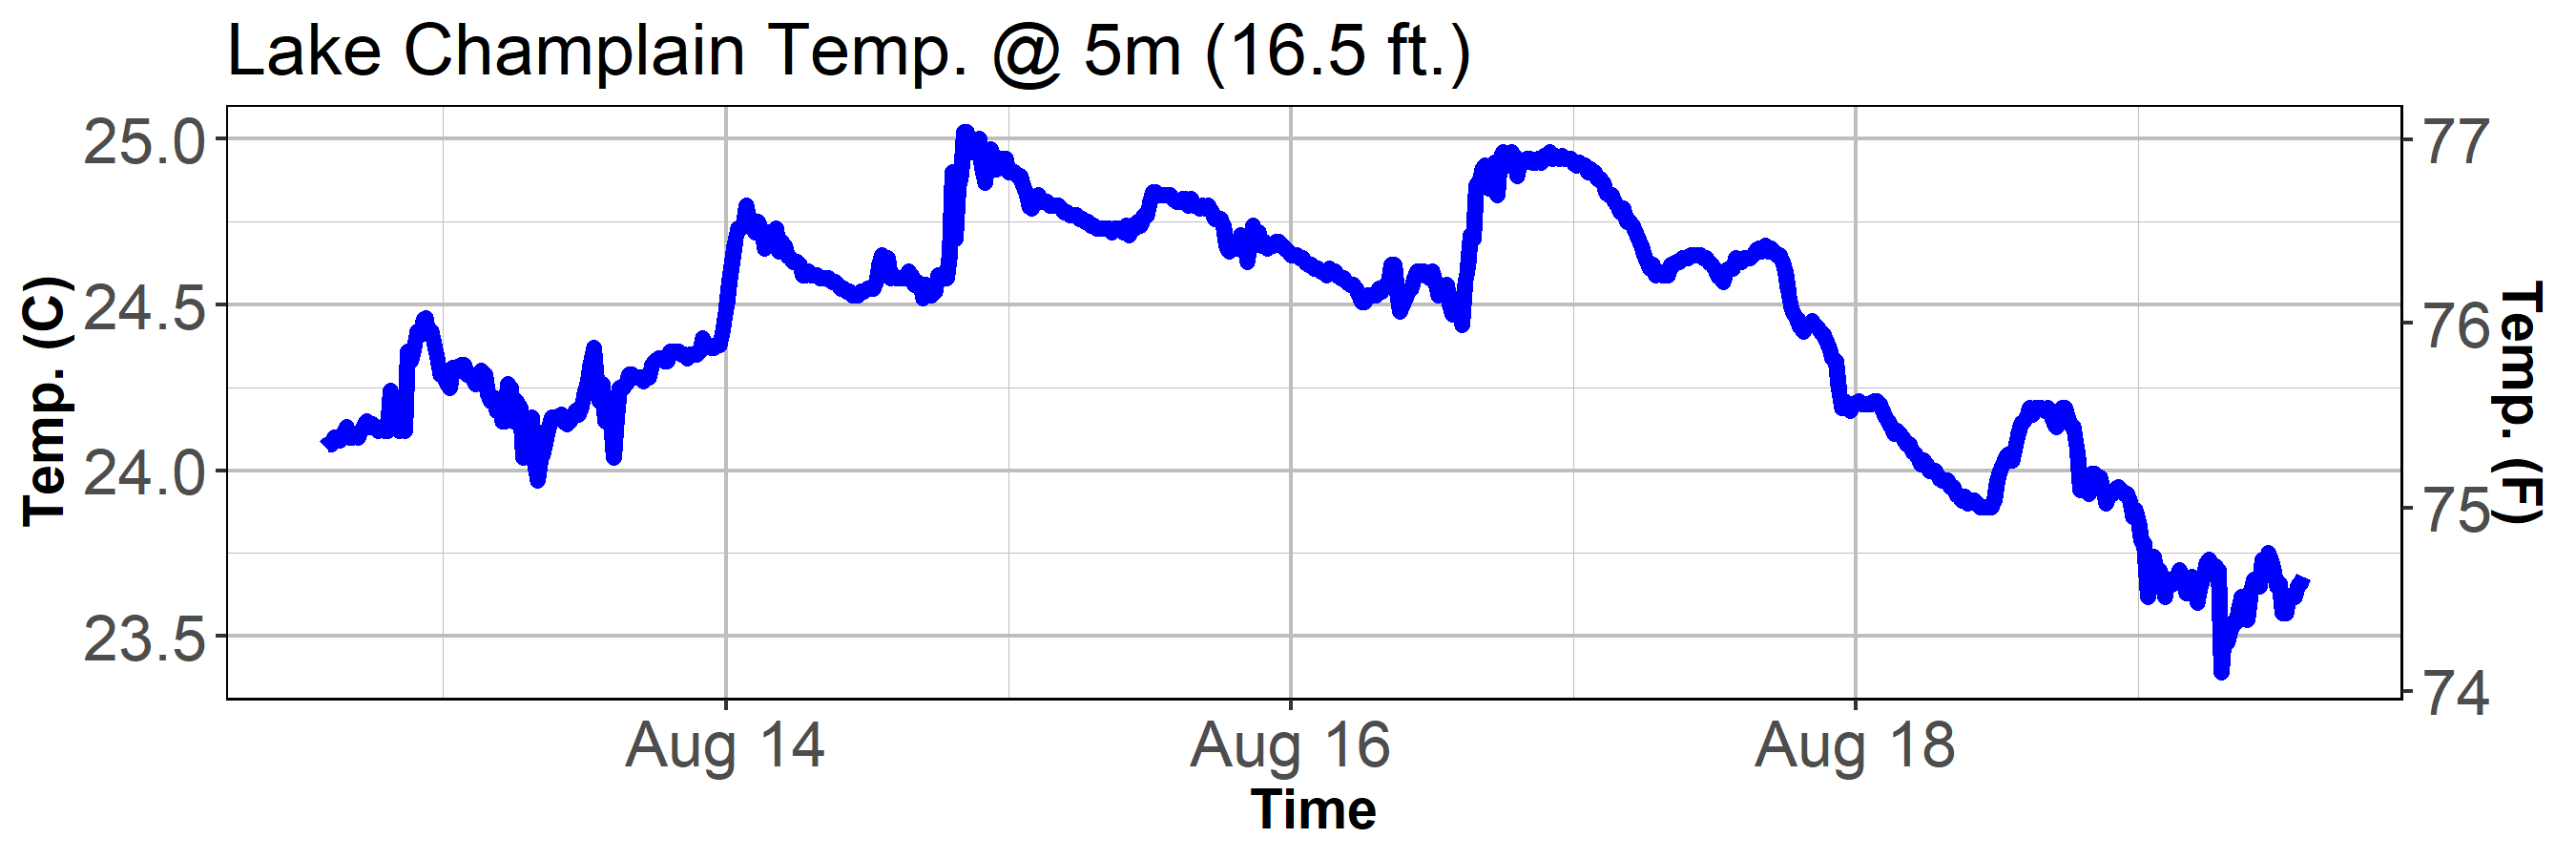 Lake Champlain Temp. @ 5m (16.5 ft.)
25.0
24.5
24.0
23.5
Temp. (C)
77
76
75
74
Temp. (F)
Aug 14
Aug 16
Aug 18
Time